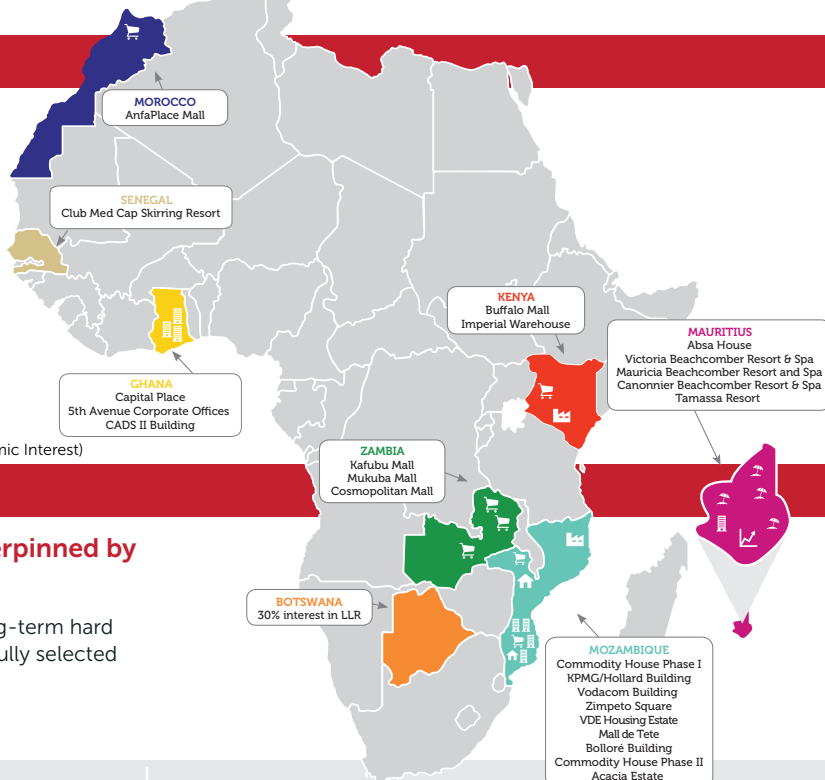 MOROCCO
AnfaPlace Mall
SENEGAL
Club Med Cap Skirring Resort
KENYA
Buffalo Mall
Imperial Warehouse
MAURITIUS
Absa House
Victoria Beachcomber Resort & Spa
Mauricia Beachcomber Resort and Spa
Canonnier Beachcomber Resort & Spa
Tamassa Resort
GHANA
Capital Place
5th Avenue Corporate Offices
CADS II Building
mic Interest)
ZAMBIA
Kafubu Mall
Mukuba Mall
Cosmopolitan Mall
erpinned by
BOTSWANA
30% interest in LLR
g-term hard
ully selected
MOZAMBIQUE
Commodity House Phase I
KPMG/Hollard Building
Vodacom Building
Zimpeto Square
VDE Housing Estate
Mall de Tete
Bolloré Building
Commodity House Phase II
Acacia Estate